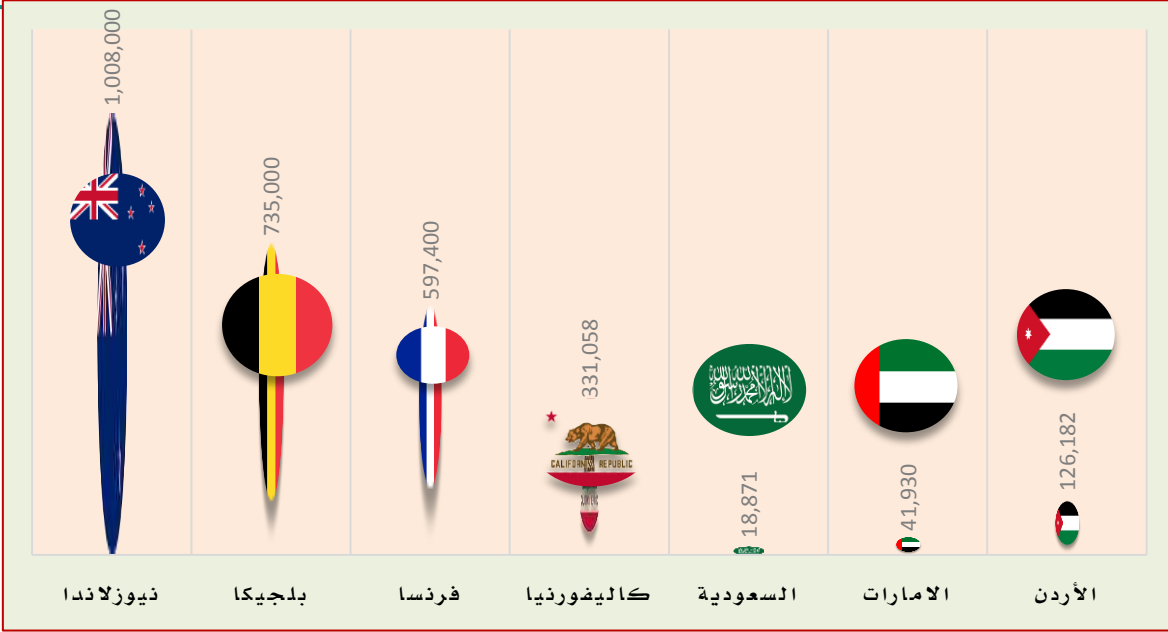 1,008,000
735,000
597,400
331,058
18,871
41,930
126,182
CALIFORNIA REPUBLIC
نيوزلاندا
بلجيكا
فرنسا
كاليفورنيا
السعودية
الامارات
الأردن